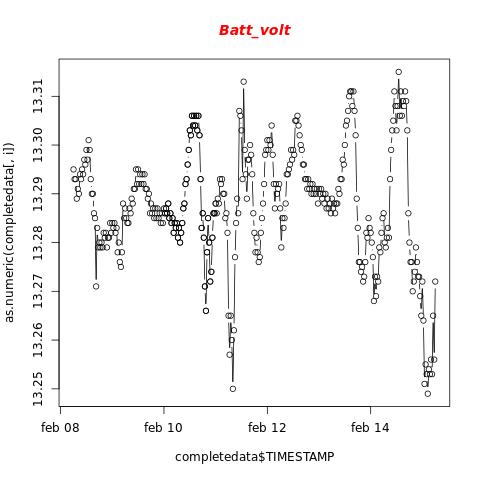 Batt_volt
as.numeric(completedata[, i])
13.31
13.30
13.29
13.28
13.27
13.26
13.25
feb 08
feb 10
feb 12
feb 14
completedata$TIMESTAMP